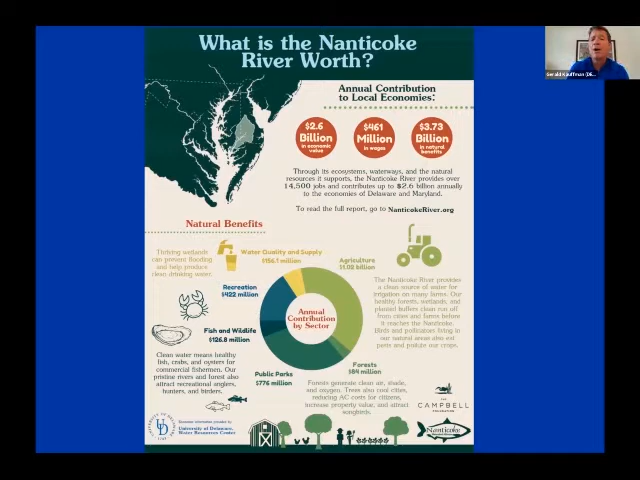 What is the Nanticoke
River Worth?
Annual Contribution
to Local Economies:
$2.6
Billion
in economic
value
$461
Million
in wages
$3.73
Billion
in natural
benefits
Through its ecosystems, waterways, and the natural
resources it supports, the Nanticoke River provides over
14,500 jobs and contributes up to $2.6 billion annually
to the economies of Delaware and Maryland.
To read the full report, go to NanticokeRiver.org
Natural Benefits
Thriving wetlands
can prevent flooding
and help produce
clean drinking water.
Water Quality and Supply
$156.1 million
Agriculture
$1.02 billion
Recreation
$422 million
The Nanticoke River provides
a clean source of water for
irrigation on many farms. Our
healthy forests, wetlands, and
planted buffers clean run off
from cities and farms before
it reaches the Nanticoke.
Birds and pollinators living in
our natural areas also eat
pests and pollute our crops.
Annual
Contribution
by Sector
Fish and Wildlife
$126.8 million
Clean water means healthy
fish, crabs, and oysters for
commercial fishermen. Our
pristine rivers and forest also
attract recreational anglers,
hunters, and birders.
Public Parks
$776 million
Forests
$84 million
Forests generate clean air, shade,
and oxygen. Trees also cool cities,
reducing AC costs for citizens,
increase property value, and attract
songbirds.
THE
CAMPBELL
FOUNDATION
UD
Economic information provided by
University of Delaware,
Water Resources Center
Nanticoke
Gerald Kauffman (DE...